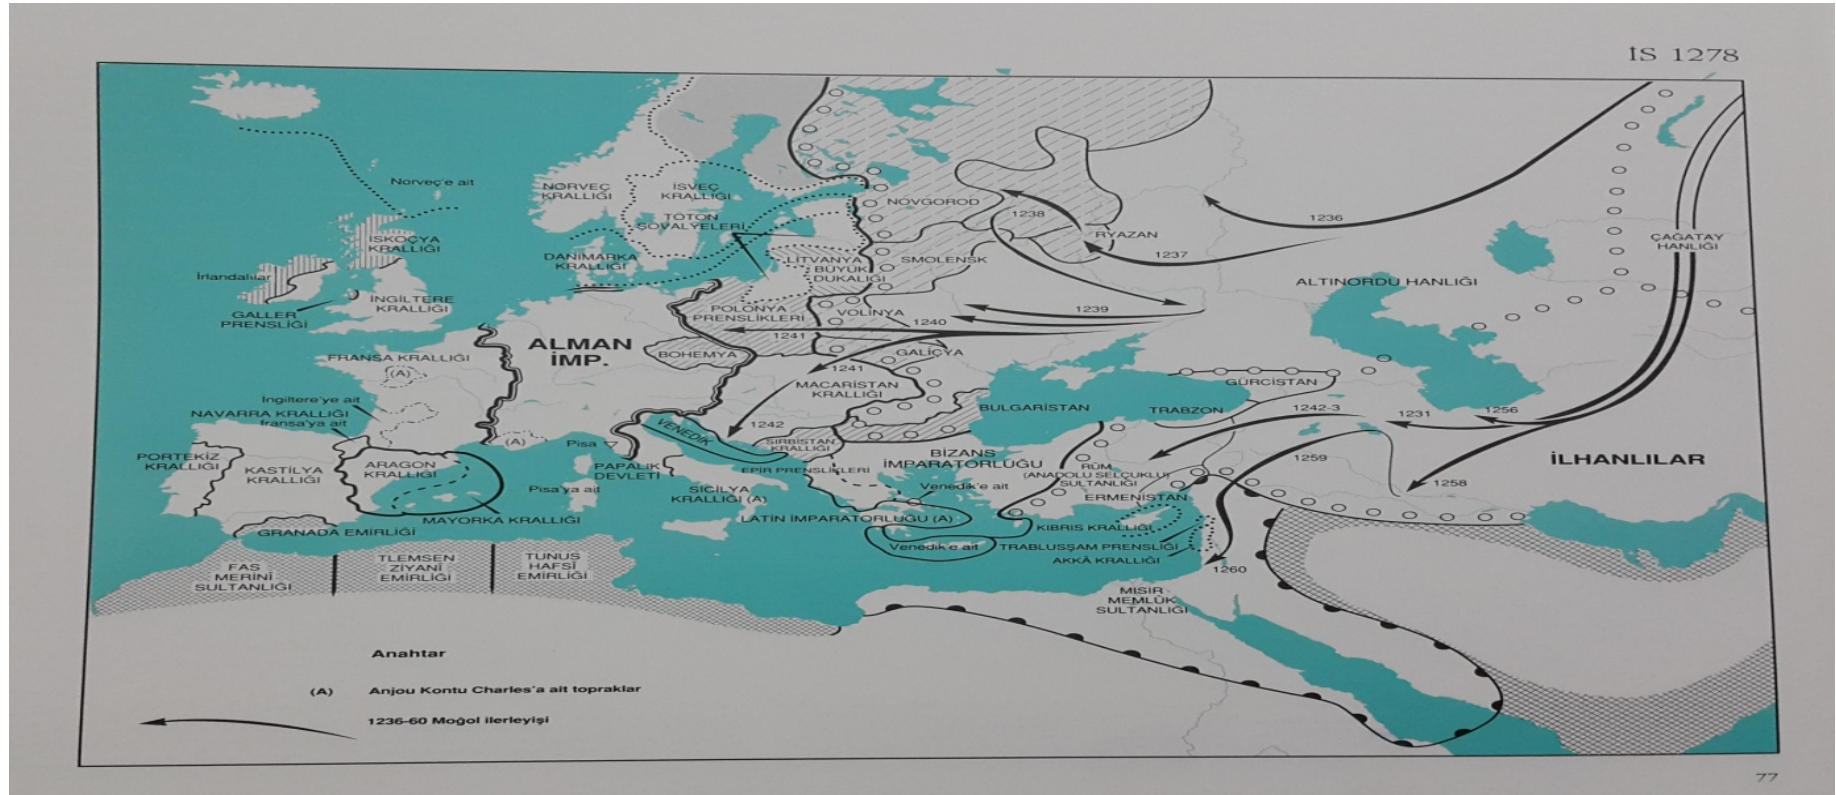 İS 1278
Norveç'e ait
NORVEÇ
KRALLIĞI
İSVEÇ
KRALLIĞI
TÖTON
ŞÖVALYELERİ
NOVGOROD
1238
1236
RYAZAN
1237
ÇAĞATAY
HANLIĞI
İSKOÇYA
KRALLIĞI
İrlandalılar
DANİMARKA
KRALLIĞI
LİTVANYA
BÜYÜK
DUKALIĞI
SMOLENSK
ALTINORDU HANLIĞI
GALLER
PRENSLİĞİ
İNGİLTERE
KRALLIĞI
POLONYA
PRENSLİKLERİ
VOLİNYA
1239
1240
1241
ALMAN
İMP.
BOHEMYA
GALİÇYA
1241
FRANSA KRALLIĞI
(A)
MACARİSTAN
KRALLIĞI
GÜRCİSTAN
İngiltere'ye ait
NAVARRA KRALLIĞI
fransa'ya ait
BULGARİSTAN
TRABZON
1242-3
1231
1256
VENEDİK
1242
(A)
Pisa
SIRBİSTAN
KRALLIĞI
PORTEKİZ
KRALLIĞI
KASTİLYA
KRALLIĞI
ARAGON
KRALLIĞI
PAPALIK
DEVLETİ
EPİR PRENSLİKLERİ
BİZANS
İMPARATORLUĞU
RÜM
(ANADOLU SELÇUKLU)
SULTANLIĞI
1259
1258
İLHANLILAR
Pisa'ya ait
SİCİLYA
KRALLIĞI (A)
Venedik'e ait
ERMENİSTAN
MAYORKA KRALLIĞI
GRANADA EMİRLİĞİ
LATİN İMPARATORLUĞU (A)
KIBRIS KRALLIĞI
Venedik'e ait
TRABLUSŞAM PRENSLİĞİ
AKKÂ KRALLIĞI
1260
FAS
MERİNİ
SULTANLIĞI
TLEMSEN
ZİYANİ
EMİRLİĞİ
TUNUS
HAFSİ
EMİRLİĞİ
MISIR
MEMLÜK
SULTANLIĞI
Anahtar
(A) Anjou Kontu Charles'a ait topraklar
1236-60 Moğol ilerleyişi
77